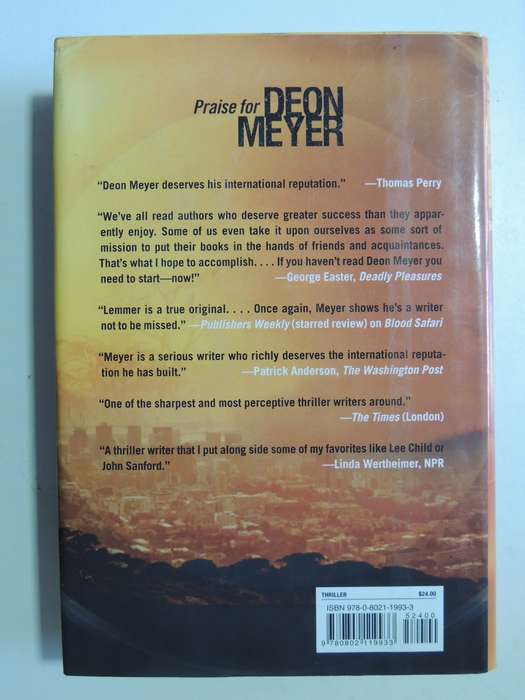 Praise for DEON
MEYER
“Deon Meyer deserves his international reputation.” —Thomas Perry
“We’ve all read authors who deserve greater success than they appar-
ently enjoy. Some of us even take it upon ourselves as some sort of
mission to put their books in the hands of friends and acquaintances.
That’s what I hope to accomplish. . . . If you haven’t read Deon Meyer you
need to start—now!” —George Easter, Deadly Pleasures
“Lemmer is a true original. . . . Once again, Meyer shows he’s a writer
not to be missed.” —Publishers Weekly (starred review) on Blood Safari
“Meyer is a serious writer who richly deserves the international reputa-
tion he has built.” —Patrick Anderson, The Washington Post
“One of the sharpest and most perceptive thriller writers around.”
—The Times (London)
“A thriller writer that I put along side some of my favorites like Lee Child or
John Sanford.” —Linda Wertheimer, NPR
THRILLER $24.00
ISBN 978-0-8021-1993-3
52400
9 780802 119933